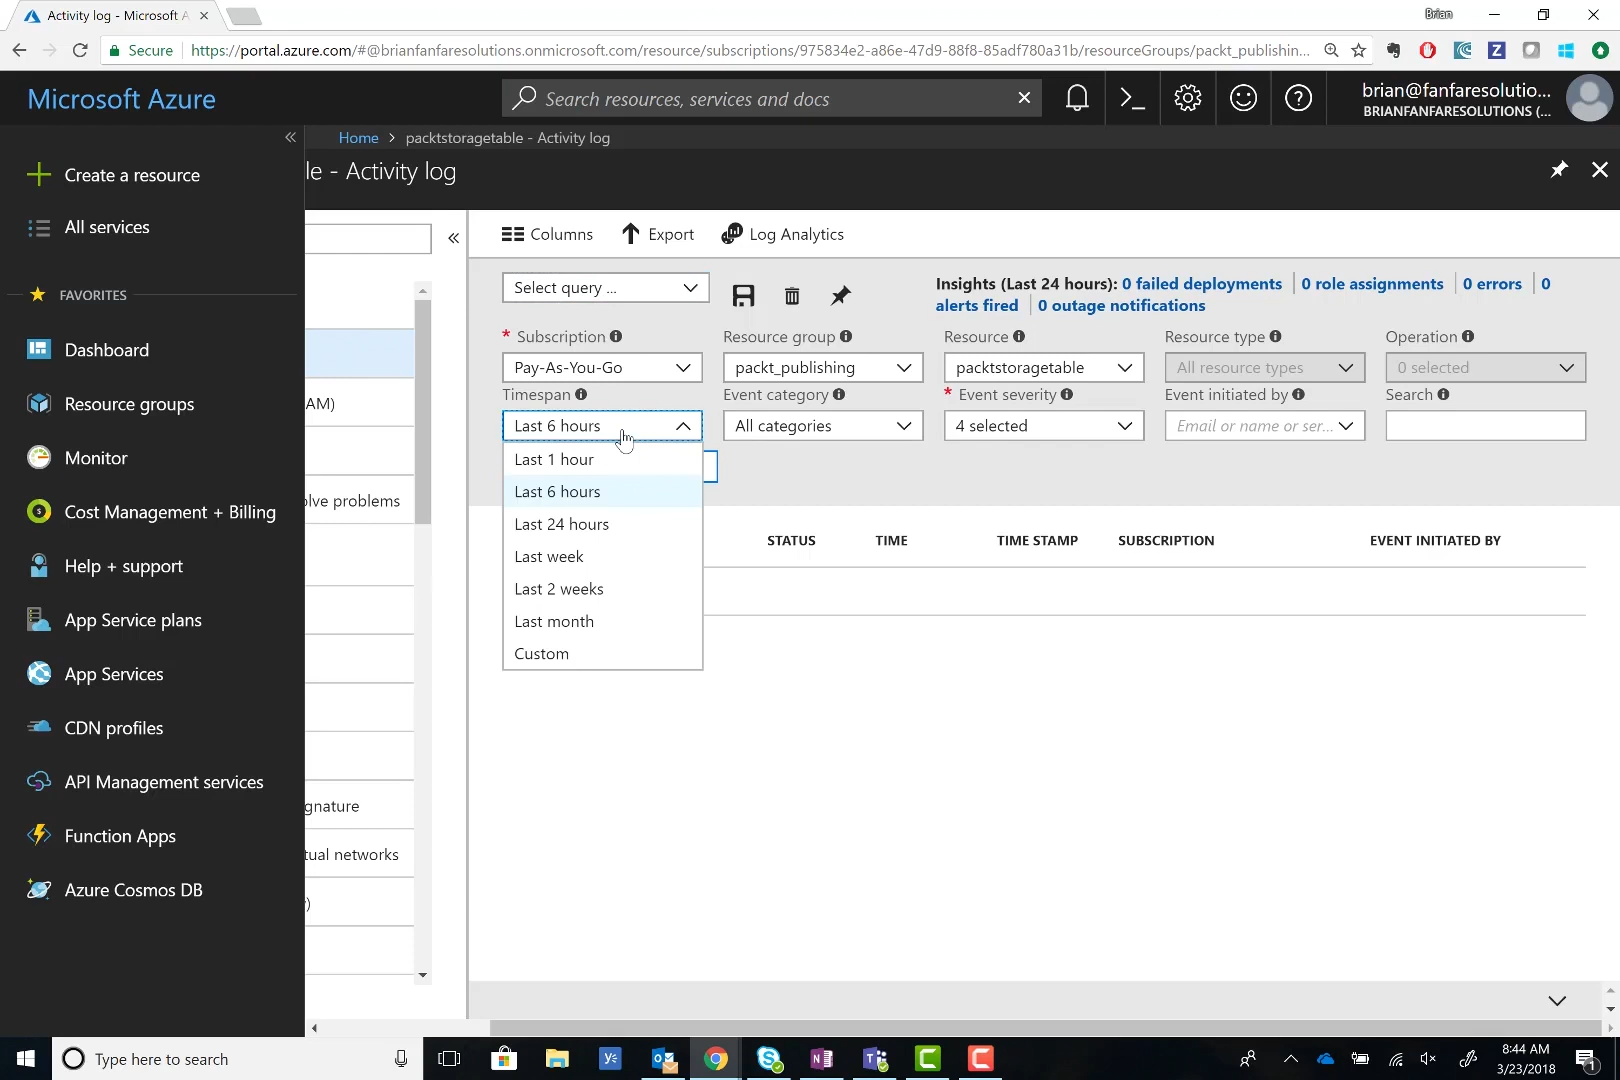 Activity log - Microsoft A
Brian
Secure
https://portal.azure.com/#@brianfanfaresolutions.onmicrosoft.com/resource/subscriptions/975834e2-a86e-47d9-88f8-85adf780a31b/resourceGroups/packt_publishin...
Microsoft Azure
Search resources, services and docs
brian@fanfaresolutio...
BRIANFANFARESOLUTIONS (...
Home > packtstoragetable - Activity log
le - Activity log
Create a resource
All services
FAVORITES
Dashboard
Resource groups
Monitor
Cost Management + Billing
Help + support
App Service plans
App Services
CDN profiles
API Management services
Function Apps
Azure Cosmos DB
AM)
olve problems
gnature
tual networks
Columns
Export
Log Analytics
Select query ...
Insights (Last 24 hours): 0 failed deployments | 0 role assignments | 0 errors | 0
alerts fired | 0 outage notifications
* Subscription
Resource group
Resource
Resource type
Operation
Pay-As-You-Go
packt_publishing
packtstoragetable
All resource types
0 selected
Timespan
Event category
* Event severity
Event initiated by
Search
Last 6 hours
All categories
4 selected
Email or name or ser...
Last 1 hour
Last 6 hours
Last 24 hours
Last week
Last 2 weeks
Last month
Custom
STATUS
TIME
TIME STAMP
SUBSCRIPTION
EVENT INITIATED BY
Type here to search
8:44 AM
3/23/2018
1